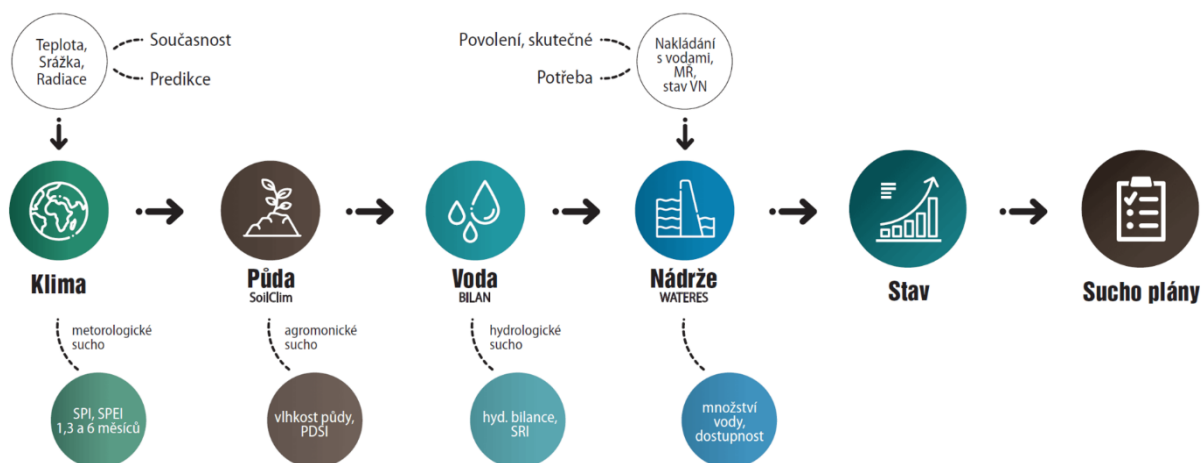 Teplota,
Srážka,
Radiace
Současnost
Predikce
Povolení, skutečné
Potřeba
Nakládání
s vodami,
MŘ,
stav VN
Klima
Půda
SoilClim
Voda
BILAN
Nádrže
WATERES
Stav
Sucho plány
metorologické
sucho
agromonické
sucho
hydrologické
sucho
SPI, SPEI
1,3 a 6 měsíců
vlhkost půdy,
PDSI
hyd. bilance,
SRI
množství
vody,
dostupnost